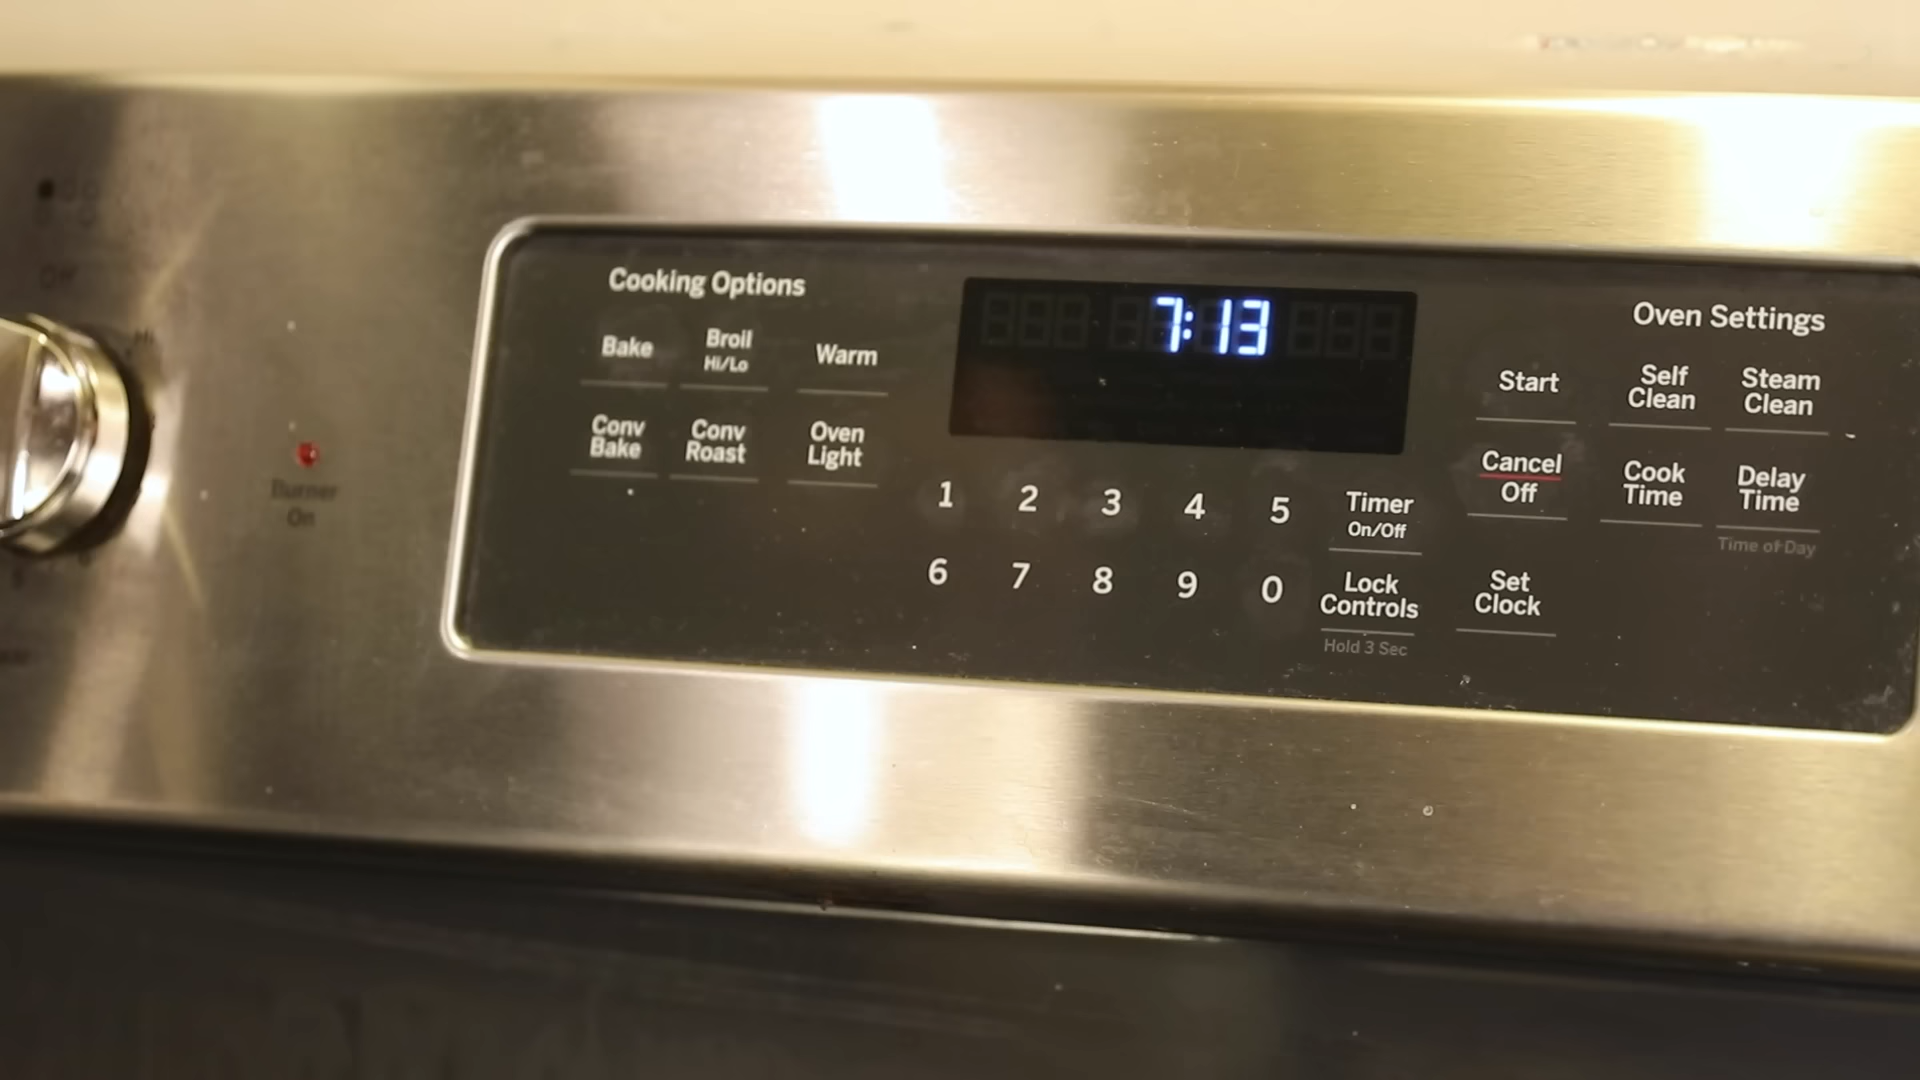 Cooking Options
Bake
Broil
Hi/Lo
Warm
Conv
Bake
Conv
Roast
Oven
Light
7:13
1 2 3 4 5
6 7 8 9 0
Timer
On/Off
Lock
Controls
Hold 3 Sec
Oven Settings
Start
Self
Clean
Steam
Clean
Cancel
Off
Cook
Time
Delay
Time
Time of Day
Set
Clock
Burner
On
Off
Hi